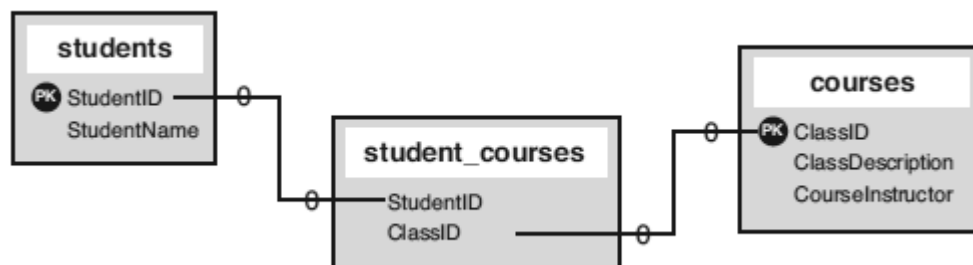 students
PK StudentID
StudentName
student_courses
StudentID
ClassID
courses
PK ClassID
ClassDescription
CourseInstructor